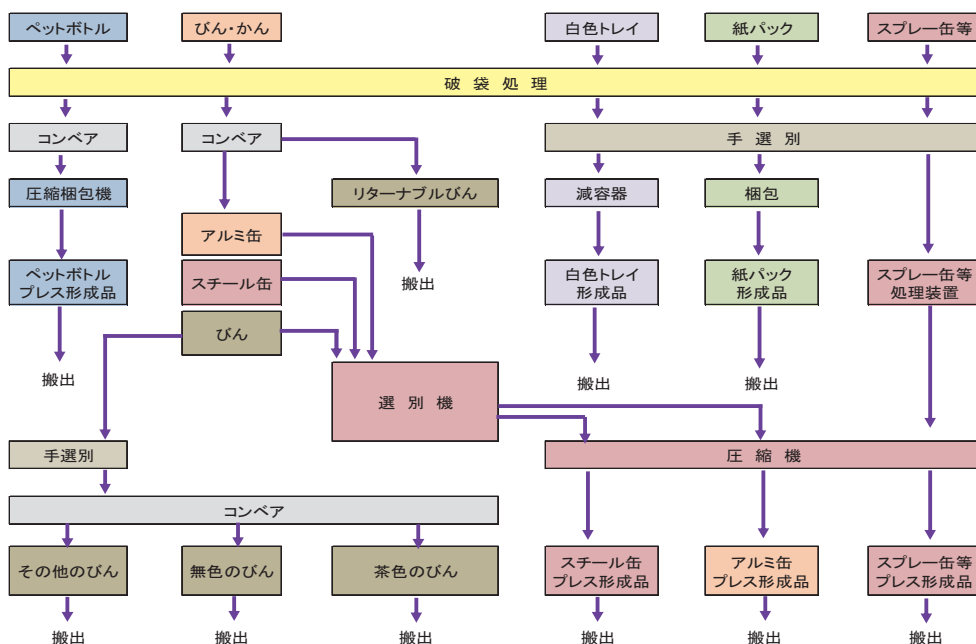 ペットボトル
びん・かん
白色トレイ
紙パック
スプレー缶等
破袋処理
コンベア
コンベア
手選別
圧縮梱包機
リターナブルびん
減容器
梱包
アルミ缶
スチール缶
びん
搬出
ペットボトル
プレス形成品
白色トレイ
形成品
紙パック
形成品
スプレー缶等
処理装置
搬出
選別機
搬出
搬出
手選別
圧縮機
コンベア
その他のびん
無色のびん
茶色のびん
スチール缶
プレス形成品
アルミ缶
プレス形成品
スプレー缶等
プレス形成品
搬出
搬出
搬出
搬出
搬出
搬出